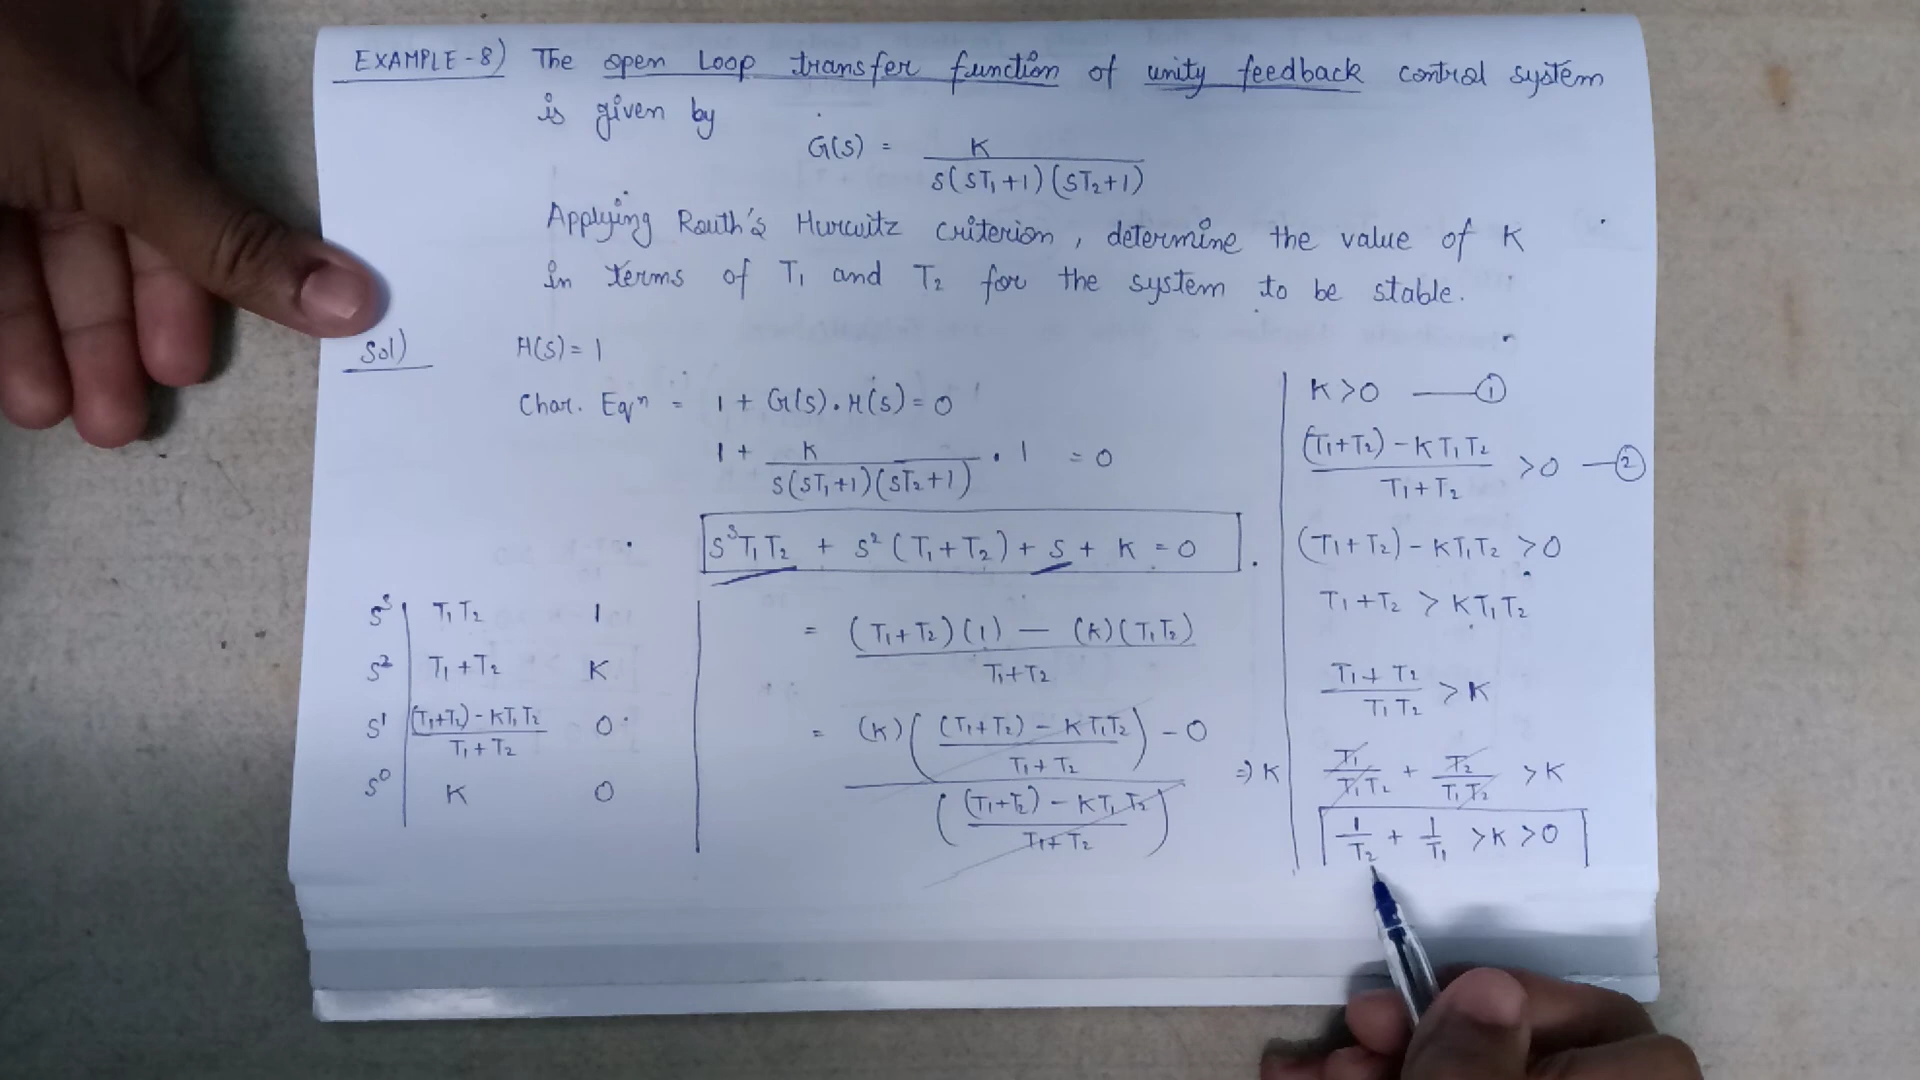 EXAMPLE-8) The open Loop transfer function of unity feedback control system
is given by
G(s) = K / s(sT₁+1)(sT₂+1)
Applying Routh's Hurwitz criterion, determine the value of K
in terms of T₁ and T₂ for the system to be stable.
Sol) H(s) = 1
Char. Eqⁿ = 1 + G(s).H(s) = 0
1 + K / s(sT₁+1)(sT₂+1) . 1 = 0
s³T₁T₂ + s²(T₁+T₂) + s + K = 0
s³ | T₁T₂ 1
s² | T₁+T₂ K
s¹ | (T₁+T₂) - KT₁T₂ / T₁+T₂ 0
s⁰ | K 0
= (T₁+T₂)(1) — (K)(T₁T₂) / T₁+T₂
= (K)((T₁+T₂) - KT₁T₂ / T₁+T₂) - 0 / ((T₁+T₂) - KT₁T₂ / T₁+T₂) ⇒ K
K > 0 —— ①
(T₁+T₂) - KT₁T₂ / T₁+T₂ > 0 — ②
(T₁+T₂) - KT₁T₂ > 0
T₁+T₂ > KT₁T₂
T₁+T₂ / T₁T₂ > K
T₁ / T₁T₂ + T₂ / T₁T₂ > K
1/T₂ + 1/T₁ > K > 0